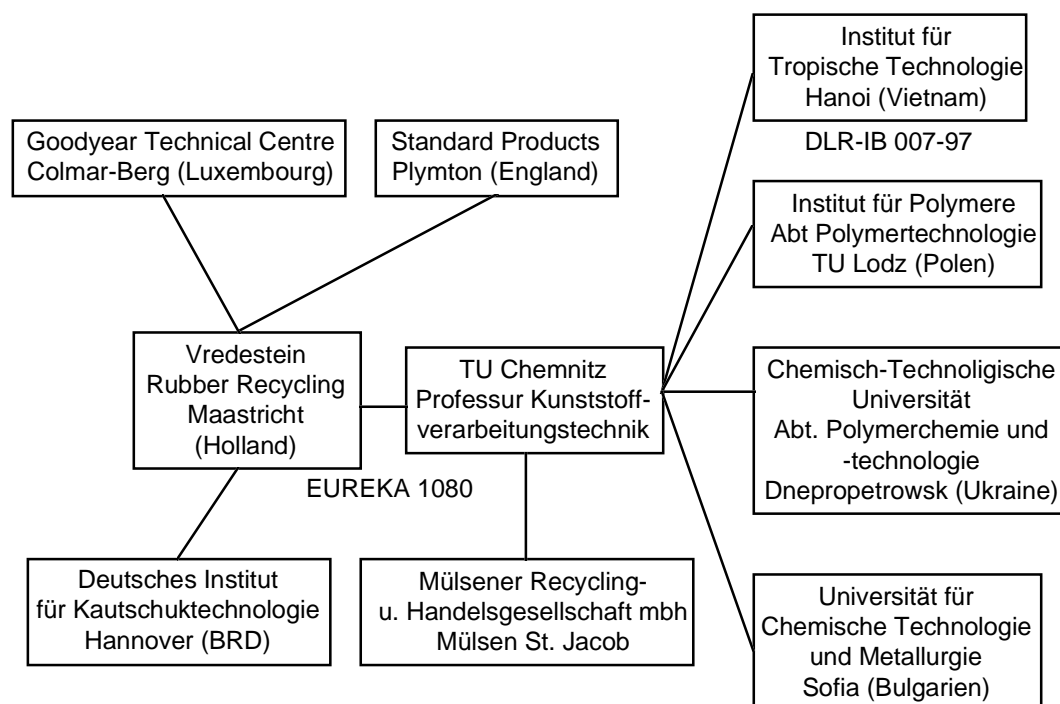 Institut für
Tropische Technologie
Hanoi (Vietnam)
DLR-IB 007-97
Goodyear Technical Centre
Colmar-Berg (Luxembourg)
Standard Products
Plymton (England)
Institut für Polymere
Abt Polymertechnologie
TU Lodz (Polen)
Vredestein
Rubber Recycling
Maastricht
(Holland)
TU Chemnitz
Professur Kunststoff-
verarbeitungstechnik
Chemisch-Technoligische
Universität
Abt. Polymerchemie und
-technologie
Dnepropetrowsk (Ukraine)
EUREKA 1080
Deutsches Institut
für Kautschuktechnologie
Hannover (BRD)
Mülsener Recycling-
u. Handelsgesellschaft mbh
Mülsen St. Jacob
Universität für
Chemische Technologie
und Metallurgie
Sofia (Bulgarien)